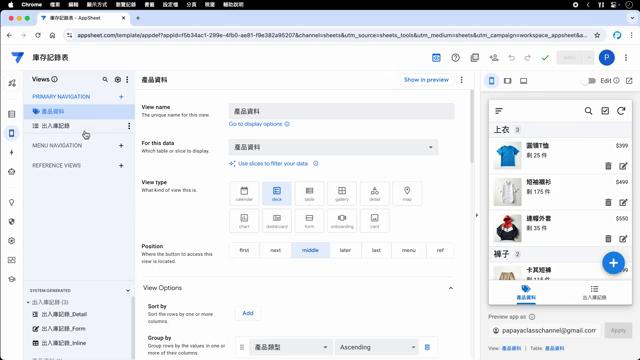 Chrome 檔案 編輯 顯示方式 瀏覽記錄 書籤 設定檔 分頁 視窗 輔助說明
庫存記錄表 - AppSheet
appsheet.com/template/appdef?appId=f5b34ac1-299e-4fb0-ae81-f9e382a95207&channel=sheets&utm_source=sheets_tools&utm_medium=sheets&utm_campaign=workspace_appsheet&a...
庫存記錄表
P
Views
PRIMARY NAVIGATION
產品資料
出入庫記錄
MENU NAVIGATION
REFERENCE VIEWS
SYSTEM GENERATED
出入庫記錄 (3)
出入庫記錄_Detail
出入庫記錄_Form
出入庫記錄_Inline
產品資料
Show in preview
View name
The unique name for this view.
產品資料
Go to display options
For this data
Which table or slice to display.
產品資料
Use slices to filter your data
View type
What kind of view this is.
calendar
deck
table
gallery
detail
map
chart
dashboard
form
onboarding
card
Position
Where the button to access this view is located.
first next middle later last menu ref
View Options
Sort by
Sort the rows by one or more columns.
Add
Group by
Group rows by the values in one or more of their columns.
產品類型
Ascending
Edit
上衣 3
圓領T恤
剩 25 件
$399
短袖襯衫
剩 175 件
$499
連帽外套
剩 35 件
$550
褲子 2
卡其短褲
剩 115 件
產品資料
出入庫記錄
Preview app as
papayaclasschannel@gmail.com
Apply
View: 產品資料 | Table: 產品資料